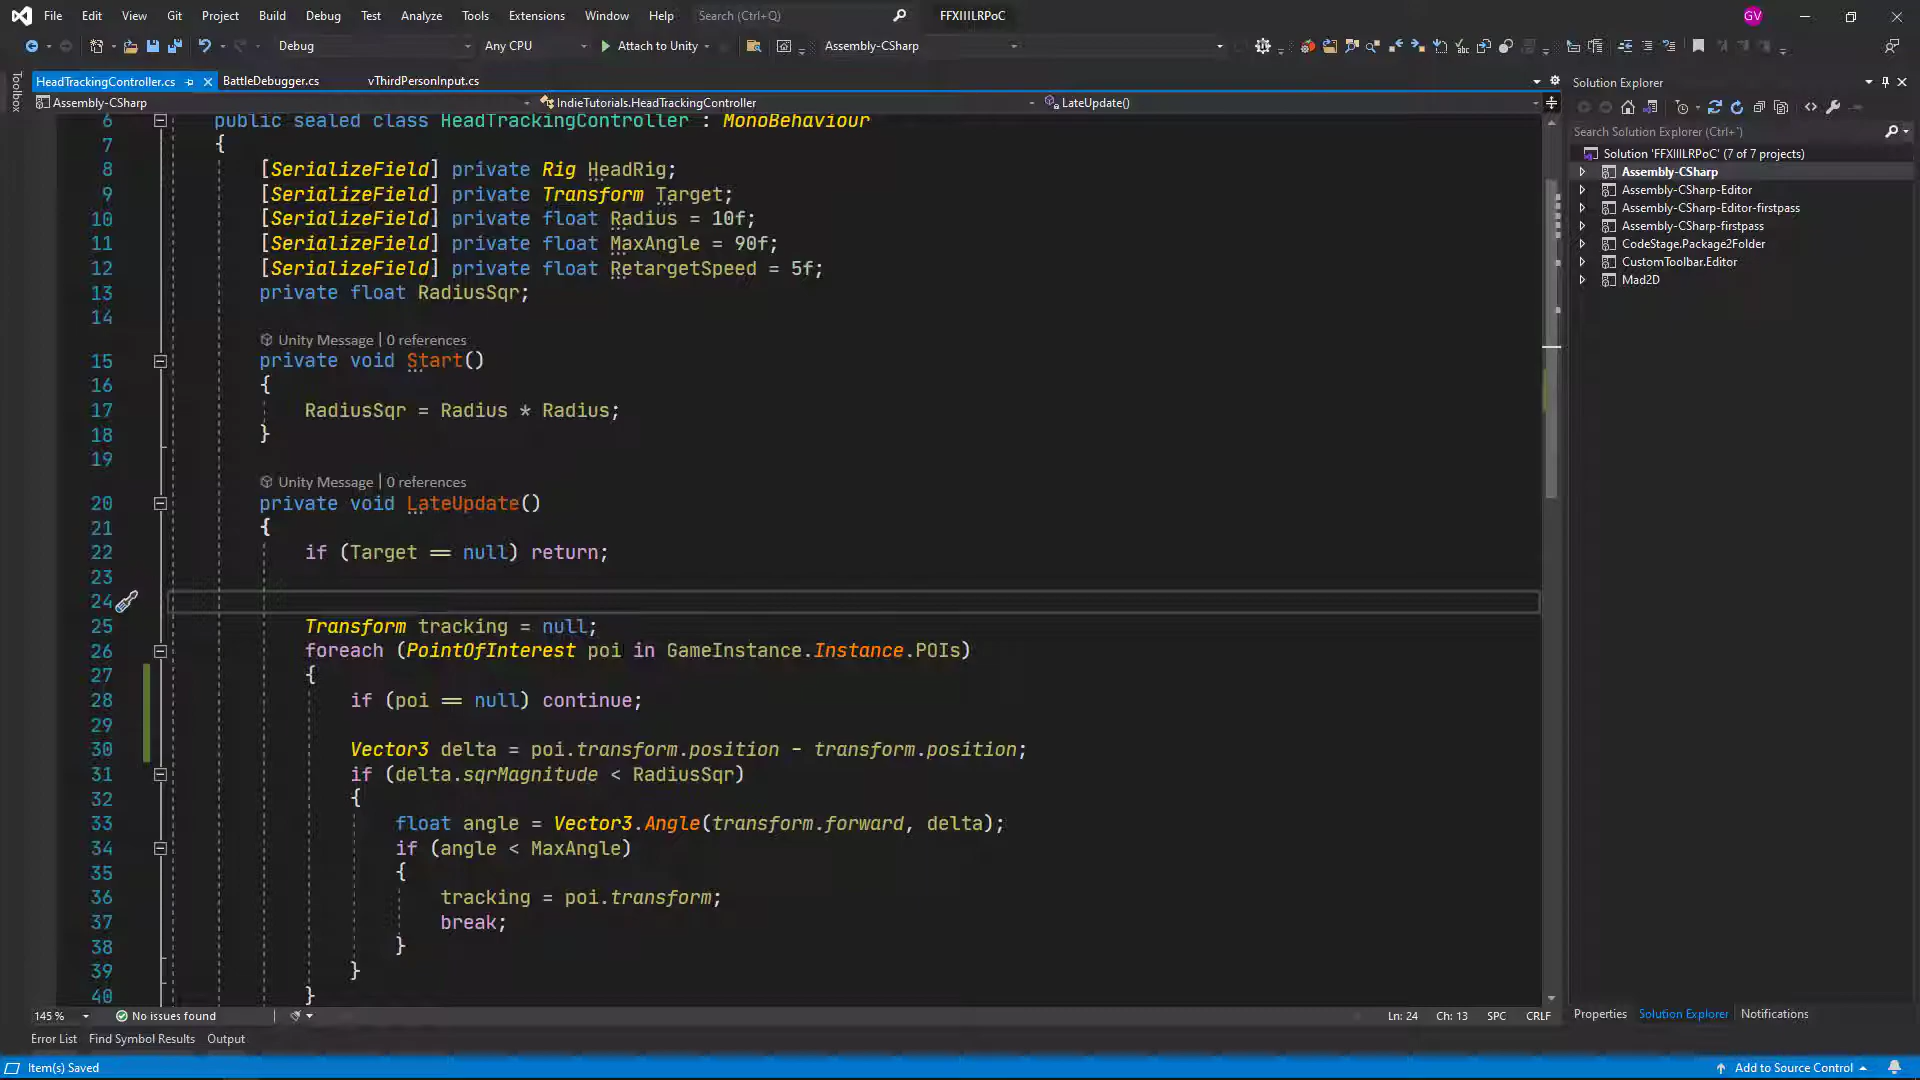 File Edit View Git Project Build Debug Test Analyze Tools Extensions Window Help Search (Ctrl+Q) FFXIIILRPoC GV
Debug Any CPU Attach to Unity Assembly-CSharp
Toolbox
HeadTrackingController.cs BattleDebugger.cs vThirdPersonInput.cs
Assembly-CSharp IndieTutorials.HeadTrackingController LateUpdate()
6 public sealed class HeadTrackingController : MonoBehaviour
7 {
8 [SerializeField] private Rig HeadRig;
9 [SerializeField] private Transform Target;
10 [SerializeField] private float Radius = 10f;
11 [SerializeField] private float MaxAngle = 90f;
12 [SerializeField] private float RetargetSpeed = 5f;
13 private float RadiusSqr;
14
Unity Message | 0 references
15 private void Start()
16 {
17 RadiusSqr = Radius * Radius;
18 }
19
Unity Message | 0 references
20 private void LateUpdate()
21 {
22 if (Target == null) return;
23
24
25 Transform tracking = null;
26 foreach (PointOfInterest poi in GameInstance.Instance.POIs)
27 {
28 if (poi == null) continue;
29
30 Vector3 delta = poi.transform.position - transform.position;
31 if (delta.sqrMagnitude < RadiusSqr)
32 {
33 float angle = Vector3.Angle(transform.forward, delta);
34 if (angle < MaxAngle)
35 {
36 tracking = poi.transform;
37 break;
38 }
39 }
40 }
145 % No issues found Ln: 24 Ch: 13 SPC CRLF
Error List Find Symbol Results Output
Item(s) Saved
Solution Explorer
Search Solution Explorer (Ctrl+')
Solution 'FFXIIILRPoC' (7 of 7 projects)
Assembly-CSharp
Assembly-CSharp-Editor
Assembly-CSharp-Editor-firstpass
Assembly-CSharp-firstpass
CodeStage.Package2Folder
CustomToolbar.Editor
Mad2D
Properties Solution Explorer Notifications
Add to Source Control